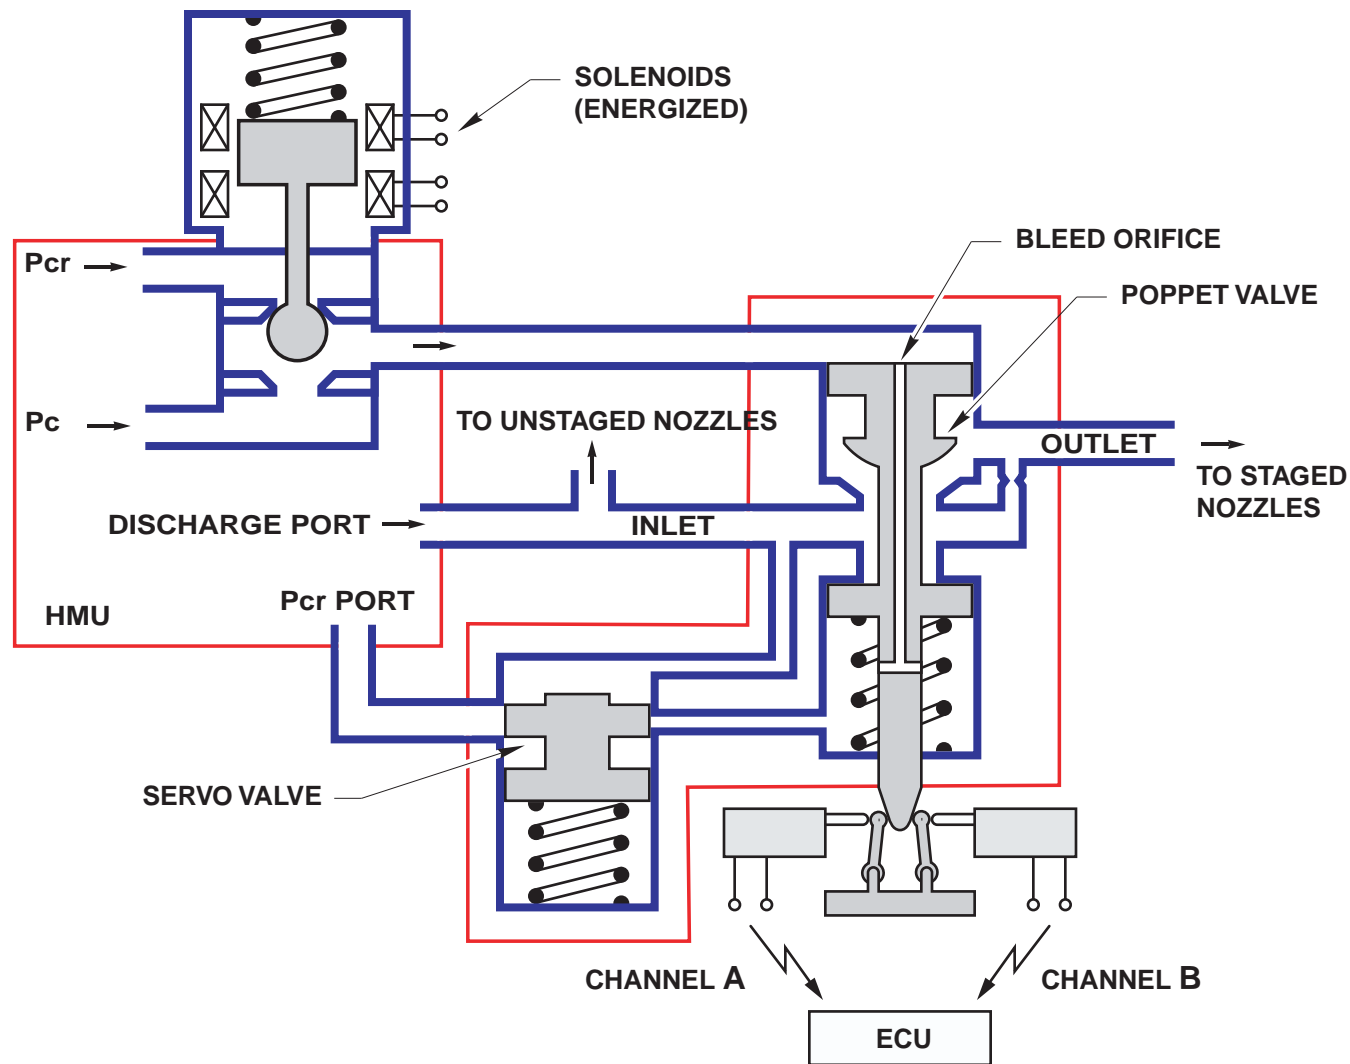 SOLENOIDS
(ENERGIZED)
BLEED ORIFICE
Pcr
POPPET VALVE
Pc
TO UNSTAGED NOZZLES
OUTLET
TO STAGED
NOZZLES
DISCHARGE PORT
INLET
Pcr PORT
HMU
SERVO VALVE
CHANNEL A
CHANNEL B
ECU